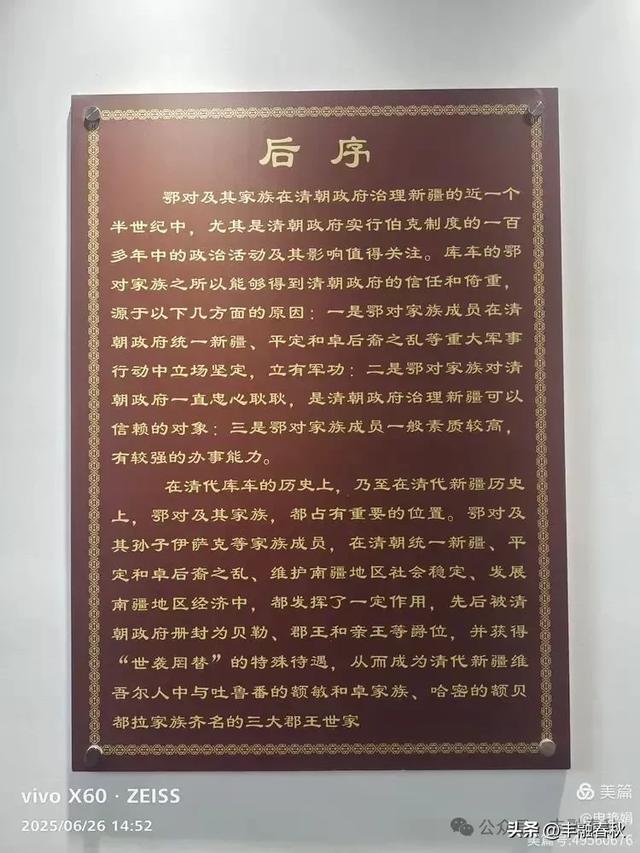 后序
鄂对及其家族在清朝政府治理新疆的近一个
半世纪中，尤其是清朝政府实行伯克制度的一百
多年中的政治活动及其影响值得关注。库车的鄂
对家族之所以能够得到清朝政府的信任和倚重，
源于以下几方面的原因：一是鄂对家族成员在清
朝政府统一新疆、平定和卓后裔之乱等重大军事
行动中立场坚定，立有军功；二是鄂对家族对清
朝政府一直忠心耿耿，是清朝政府治理新疆可以
信赖的对象；三是鄂对家族成员一般素质较高，
有较强的办事能力。
在清代库车的历史上，乃至在清代新疆历史
上，鄂对及其家族，都占有重要的位置。鄂对及
其孙子伊萨克等家族成员，在清朝统一新疆、平
定和卓后裔之乱、维护南疆地区社会稳定、发展
南疆地区经济中，都发挥了一定作用，先后被清
朝政府册封为贝勒、郡王和亲王等爵位，并获得
“世袭罔替”的特殊待遇，从而成为清代新疆维
吾尔人中与吐鲁番的额敏和卓家族、哈密的额贝
都拉家族齐名的三大郡王世家
vivo X60 · ZEISS
2025/06/26 14:52
美篇
公众号
头条 @丰融春秋